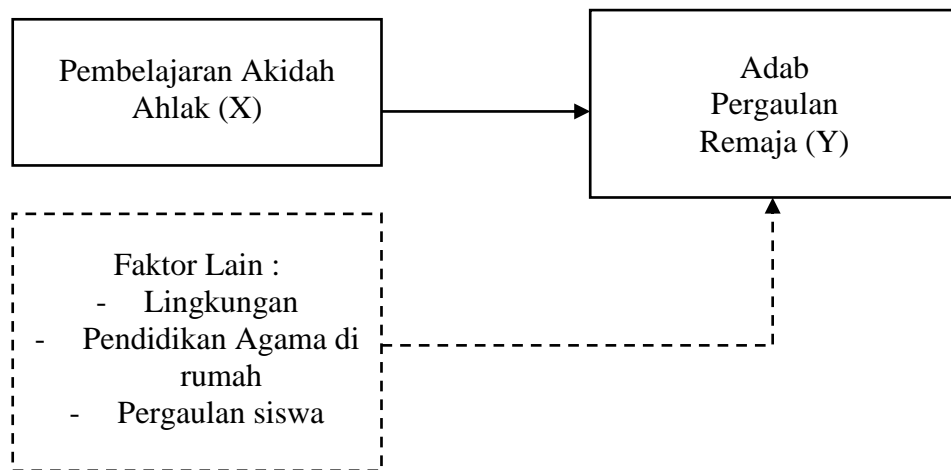 Pembelajaran Akidah
Ahlak (X)
Adab
Pergaulan
Remaja (Y)
Faktor Lain :
- Lingkungan
- Pendidikan Agama di
rumah
- Pergaulan siswa